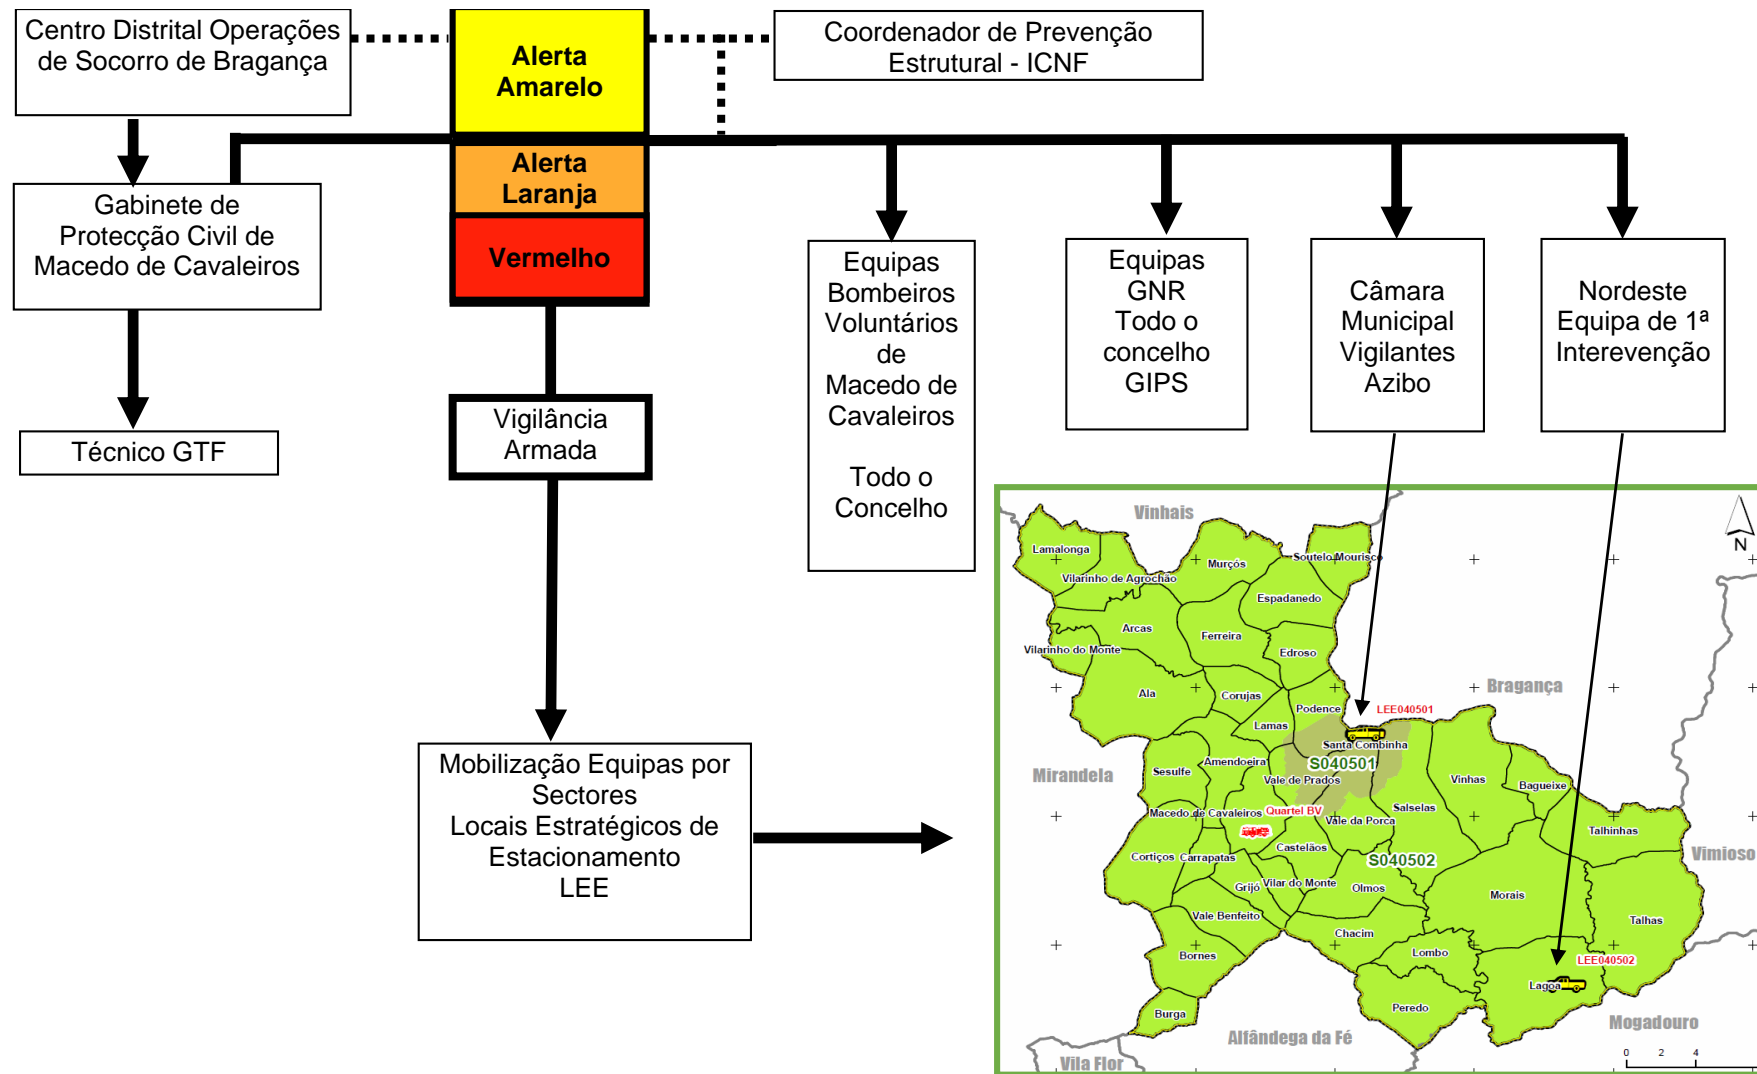 Centro Distrital Operações
de Socorro de Bragança
Alerta
Amarelo
Coordenador de Prevenção
Estrutural - ICNF
Alerta
Laranja
Vermelho
Gabinete de
Protecção Civil de
Macedo de Cavaleiros
Técnico GTF
Vigilância
Armada
Equipas
Bombeiros
Voluntários
de
Macedo de
Cavaleiros
Todo o
Concelho
Equipas
GNR
Todo o
concelho
GIPS
Câmara
Municipal
Vigilantes
Azibo
Nordeste
Equipa de 1ª
Interevenção
Mobilização Equipas por
Sectores
Locais Estratégicos de
Estacionamento
LEE
Vinhais
N
Lamalonga
Soutelo Mourisco
Murçós
Vilarinho de Agrochão
Espadanedo
Arcas
Ferreira
Vilarinho do Monte
Edroso
Bragança
Ala
Corujas
Podence
LEE040501
Lamas
Santa Combinha
Mirandela
Sesulfe
Amendoeira
S040501
Vale de Prados
Vinhas
Bagueixe
Macedo de Cavaleiros
Quartel BV
Salselas
Vale da Porca
Talhinhas
Cortiços
Carrapatas
Castelãos
S040502
Vimioso
Grijó
Vilar do Monte
Olmos
Morais
Vale Benfeito
Talhas
Chacim
Bornes
Lombo
LEE040502
Lagoa
Burga
Peredo
Mogadouro
Alfândega da Fé
Vila Flor
0 2 4